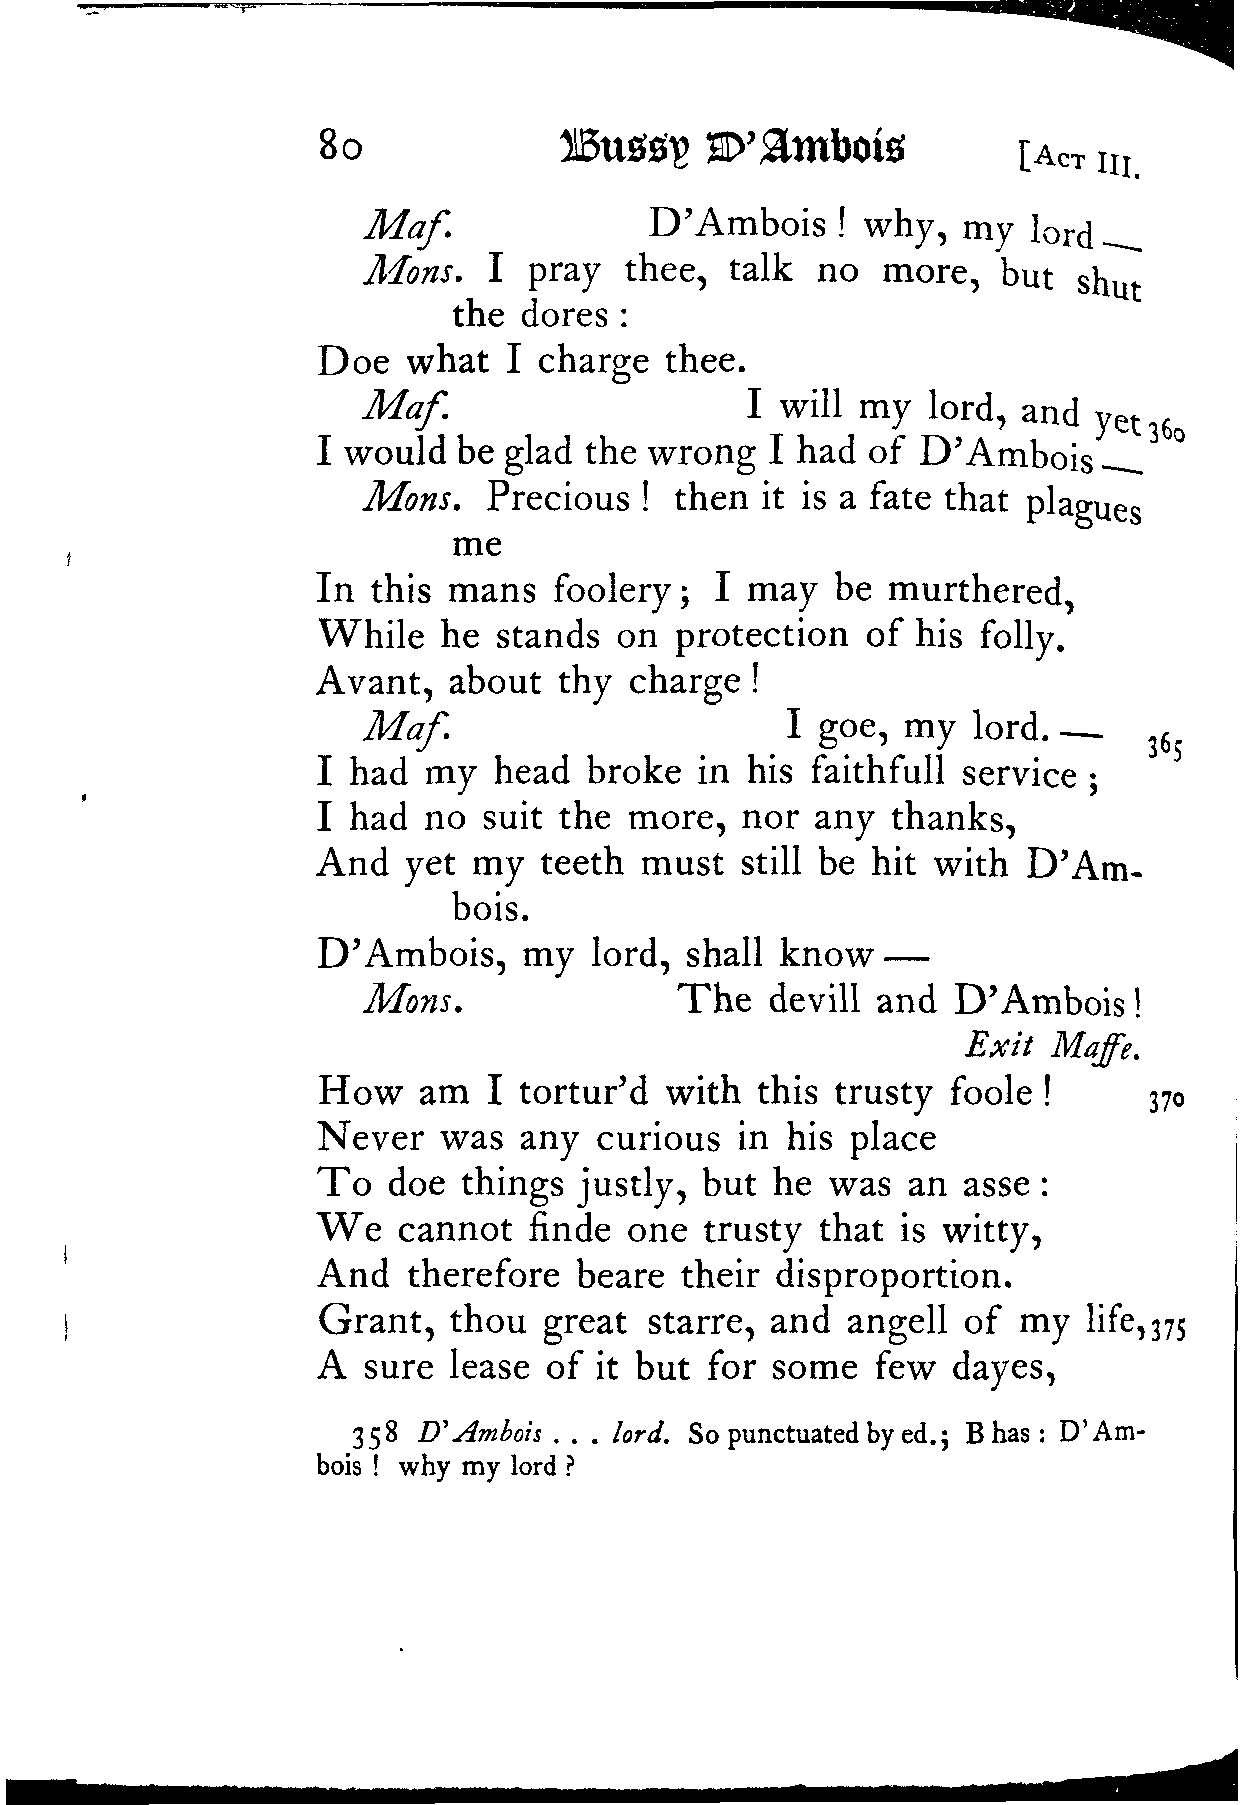 80 Bussy D'Ambois [ACT III.
Maf. D'Ambois ! why, my lord —
Mons. I pray thee, talk no more, but shut
the dores :
Doe what I charge thee.
Maf. I will my lord, and yet 360
I would be glad the wrong I had of D'Ambois —
Mons. Precious ! then it is a fate that plagues
me
In this mans foolery ; I may be murthered,
While he stands on protection of his folly.
Avant, about thy charge !
Maf. I goe, my lord. — 365
I had my head broke in his faithfull service ;
I had no suit the more, nor any thanks,
And yet my teeth must still be hit with D'Am-
bois.
D'Ambois, my lord, shall know —
Mons. The devill and D'Ambois !
Exit Maffe.
How am I tortur'd with this trusty foole ! 370
Never was any curious in his place
To doe things justly, but he was an asse :
We cannot finde one trusty that is witty,
And therefore beare their disproportion.
Grant, thou great starre, and angell of my life, 375
A sure lease of it but for some few dayes,
358 D'Ambois . . . lord. So punctuated by ed.; B has : D'Am-
bois ! why my lord ?